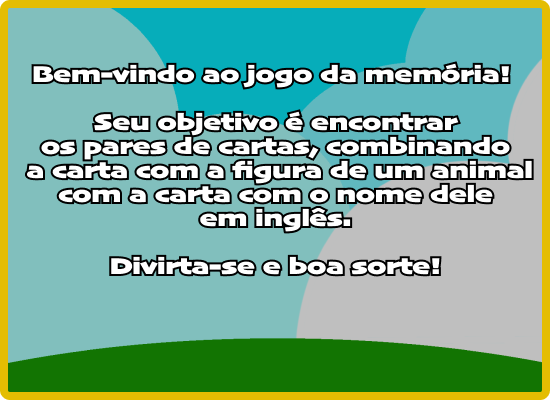 Bem-vindo ao jogo da memória!
Seu objetivo é encontrar
os pares de cartas, combinando
a carta com a figura de um animal
com a carta com o nome dele
em inglês.
Divirta-se e boa sorte!